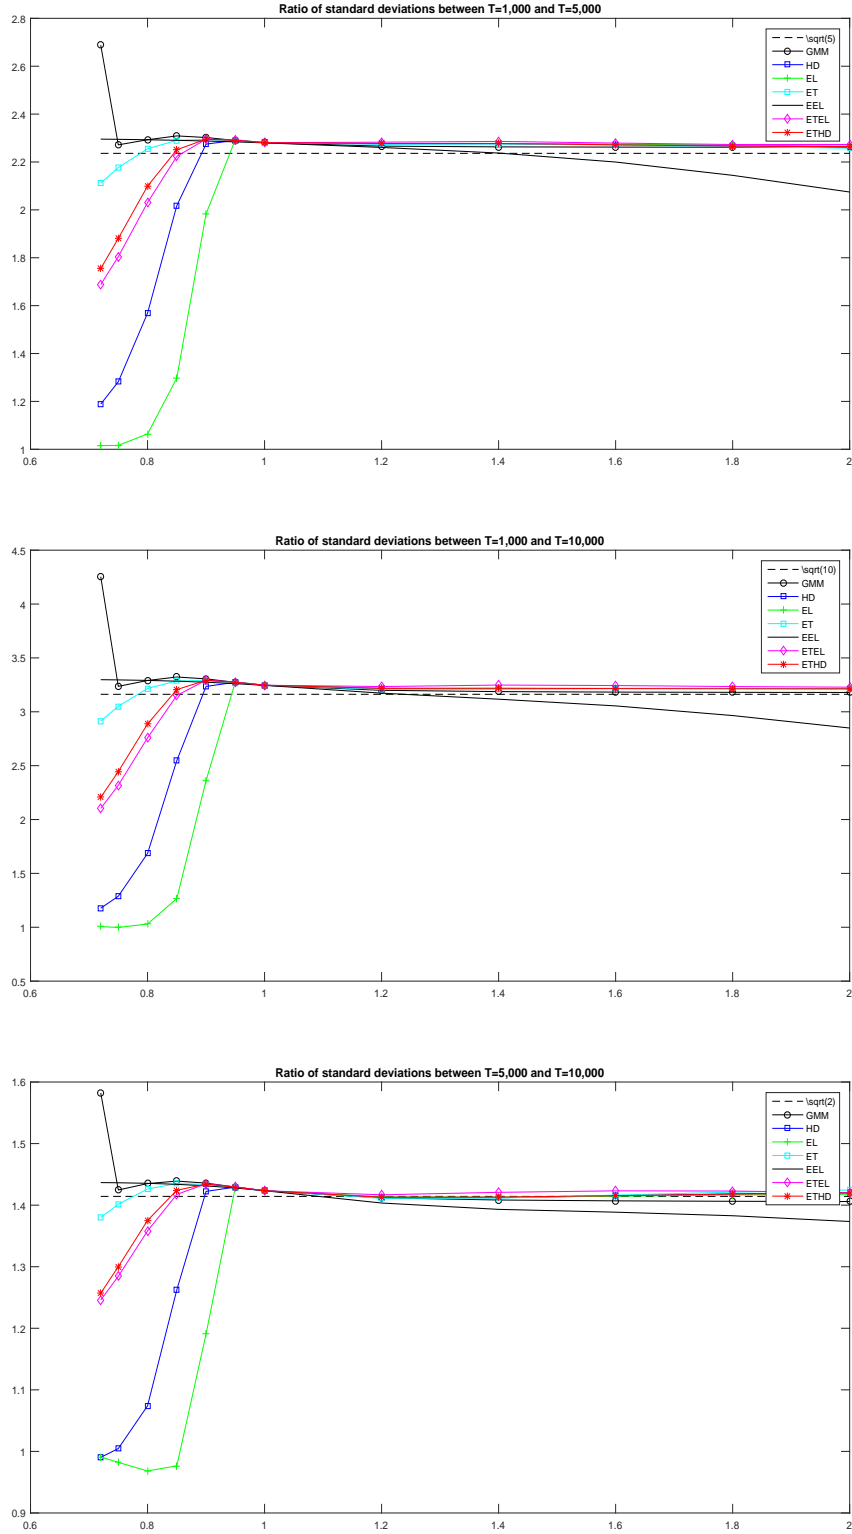 Ratio of standard deviations between T=1,000 and T=5,000
2.8
2.6
2.4
2.2
2
1.8
1.6
1.4
1.2
1
0.6
0.8
1
1.2
1.4
1.6
1.8
2
\sqrt(5)
GMM
HD
EL
ET
EEL
ETEL
ETHD
Ratio of standard deviations between T=1,000 and T=10,000
4.5
4
3.5
3
2.5
2
1.5
1
0.5
0.6
0.8
1
1.2
1.4
1.6
1.8
2
\sqrt(10)
GMM
HD
EL
ET
EEL
ETEL
ETHD
Ratio of standard deviations between T=5,000 and T=10,000
1.6
1.5
1.4
1.3
1.2
1.1
1
0.9
0.6
0.8
1
1.2
1.4
1.6
1.8
2
\sqrt(2)
GMM
HD
EL
ET
EEL
ETEL
ETHD